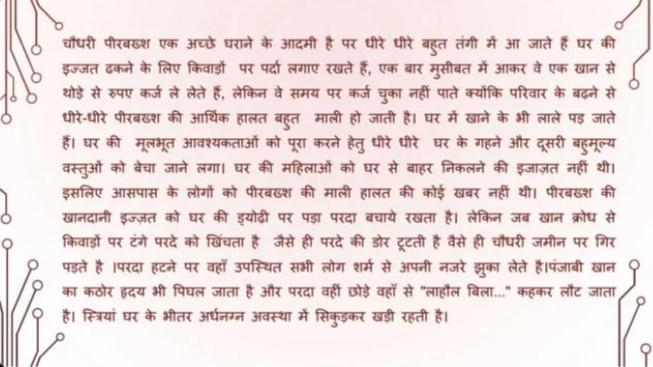 चौधरी पीरबख्श एक अच्छे घराने के आदमी है पर धीरे धीरे बहुत तंगी में आ जाते हैं घर की
इज्जत ढकने के लिए किवाड़ों पर पर्दा लगाए रखते हैं, एक बार मुसीबत में आकर वे एक खान से
थोड़े से रुपए कर्ज ले लेते हैं, लेकिन वे समय पर कर्ज चुका नहीं पाते क्योंकि परिवार के बढ़ने से
धीरे-धीरे पीरबख्श की आर्थिक हालत बहुत माली हो जाती है। घर में खाने के भी लाले पड़ जाते
हैं। घर की मूलभूत आवश्यकताओं को पूरा करने हेतु धीरे धीरे घर के गहने और दूसरी बहुमूल्य
वस्तुओं को बेचा जाने लगा। घर की महिलाओं को घर से बाहर निकलने की इजाज़त नहीं थी।
इसलिए आसपास के लोगों को पीरबख्श की माली हालत की कोई खबर नहीं थी। पीरबख्श की
खानदानी इज्ज़त को घर की ड्योढ़ी पर पड़ा परदा बचाये रखता है। लेकिन जब खान क्रोध से
किवाड़ों पर टंगे परदे को खिंचता है जैसे ही परदे की डोर टूटती है वैसे ही चौधरी जमीन पर गिर
पड़ते है ।परदा हटने पर वहाँ उपस्थित सभी लोग शर्म से अपनी नजरे झुका लेते है।पंजाबी खान
का कठोर हृदय भी पिघल जाता है और परदा वहीं छोड़े वहाँ से "लाहौल बिला..." कहकर लौट जाता
है। स्त्रियां घर के भीतर अर्धनग्न अवस्था में सिकुड़कर खड़ी रहती है।